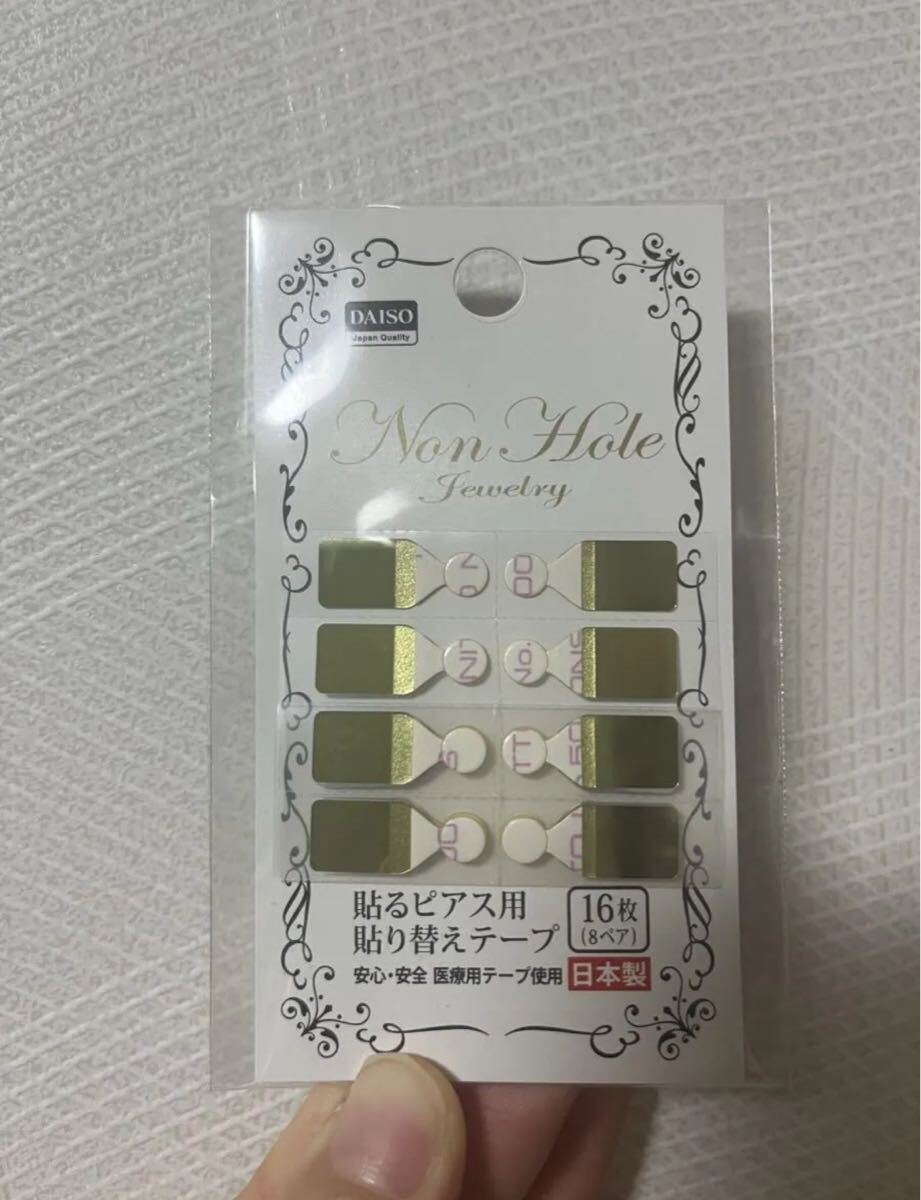 DAISO
Japan Quality
Non Hole
Jewelry
No.
貼るピアス用
貼り替えテープ
16枚
(8ペア)
安心・安全 医療用テープ使用
日本製